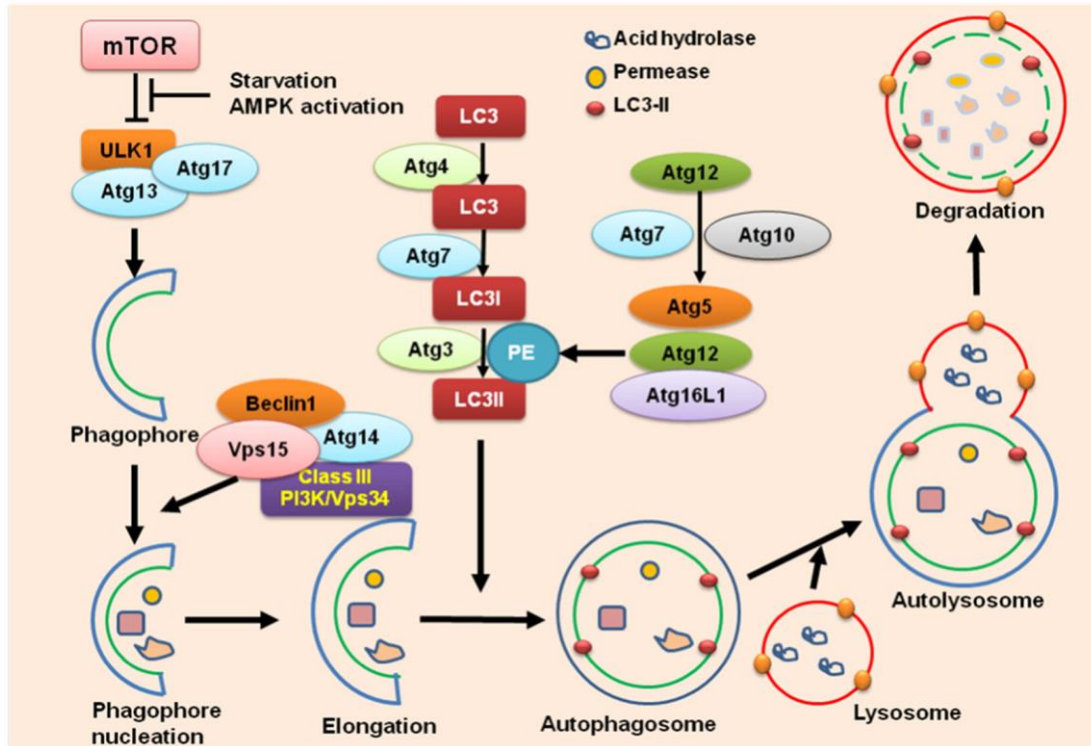 mTOR
Starvation
AMPK activation
ULK1
Atg17
Atg13
Phagophore
Beclin1
Vps15
Atg14
Class III
PI3K/Vps34
Phagophore
nucleation
Elongation
LC3
Atg4
LC3
Atg7
LC3I
Atg3
PE
LC3II
Acid hydrolase
Permease
LC3-II
Atg12
Atg7
Atg10
Atg5
Atg12
Atg16L1
Autophagosome
Lysosome
Autolysosome
Degradation